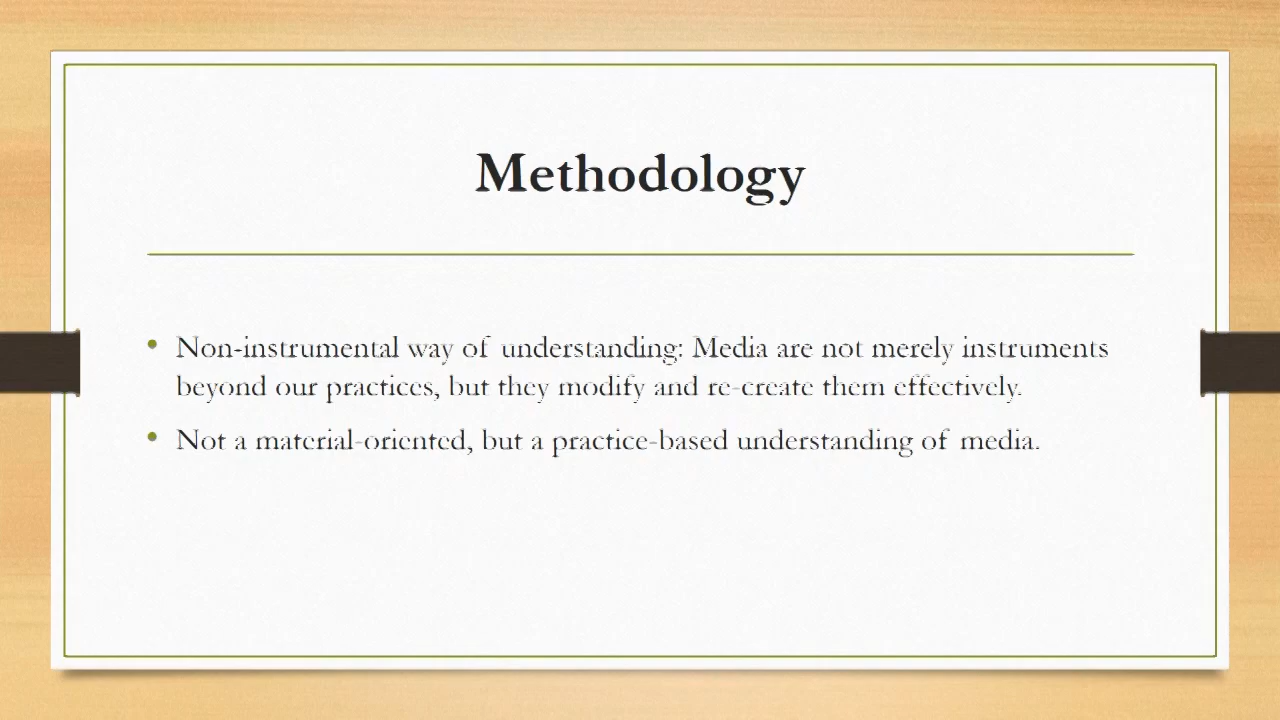 Methodology
• Non-instrumental way of understanding: Media are not merely instruments
beyond our practices, but they modify and re-create them effectively.
• Not a material-oriented, but a practice-based understanding of media.